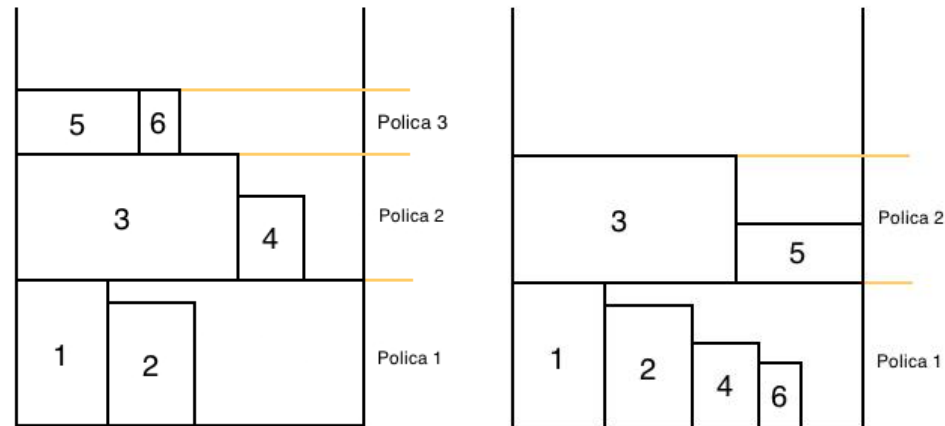 5 6 Polica 3
3 4 Polica 2
1 2 Polica 1
3 5 Polica 2
1 2 4 6 Polica 1